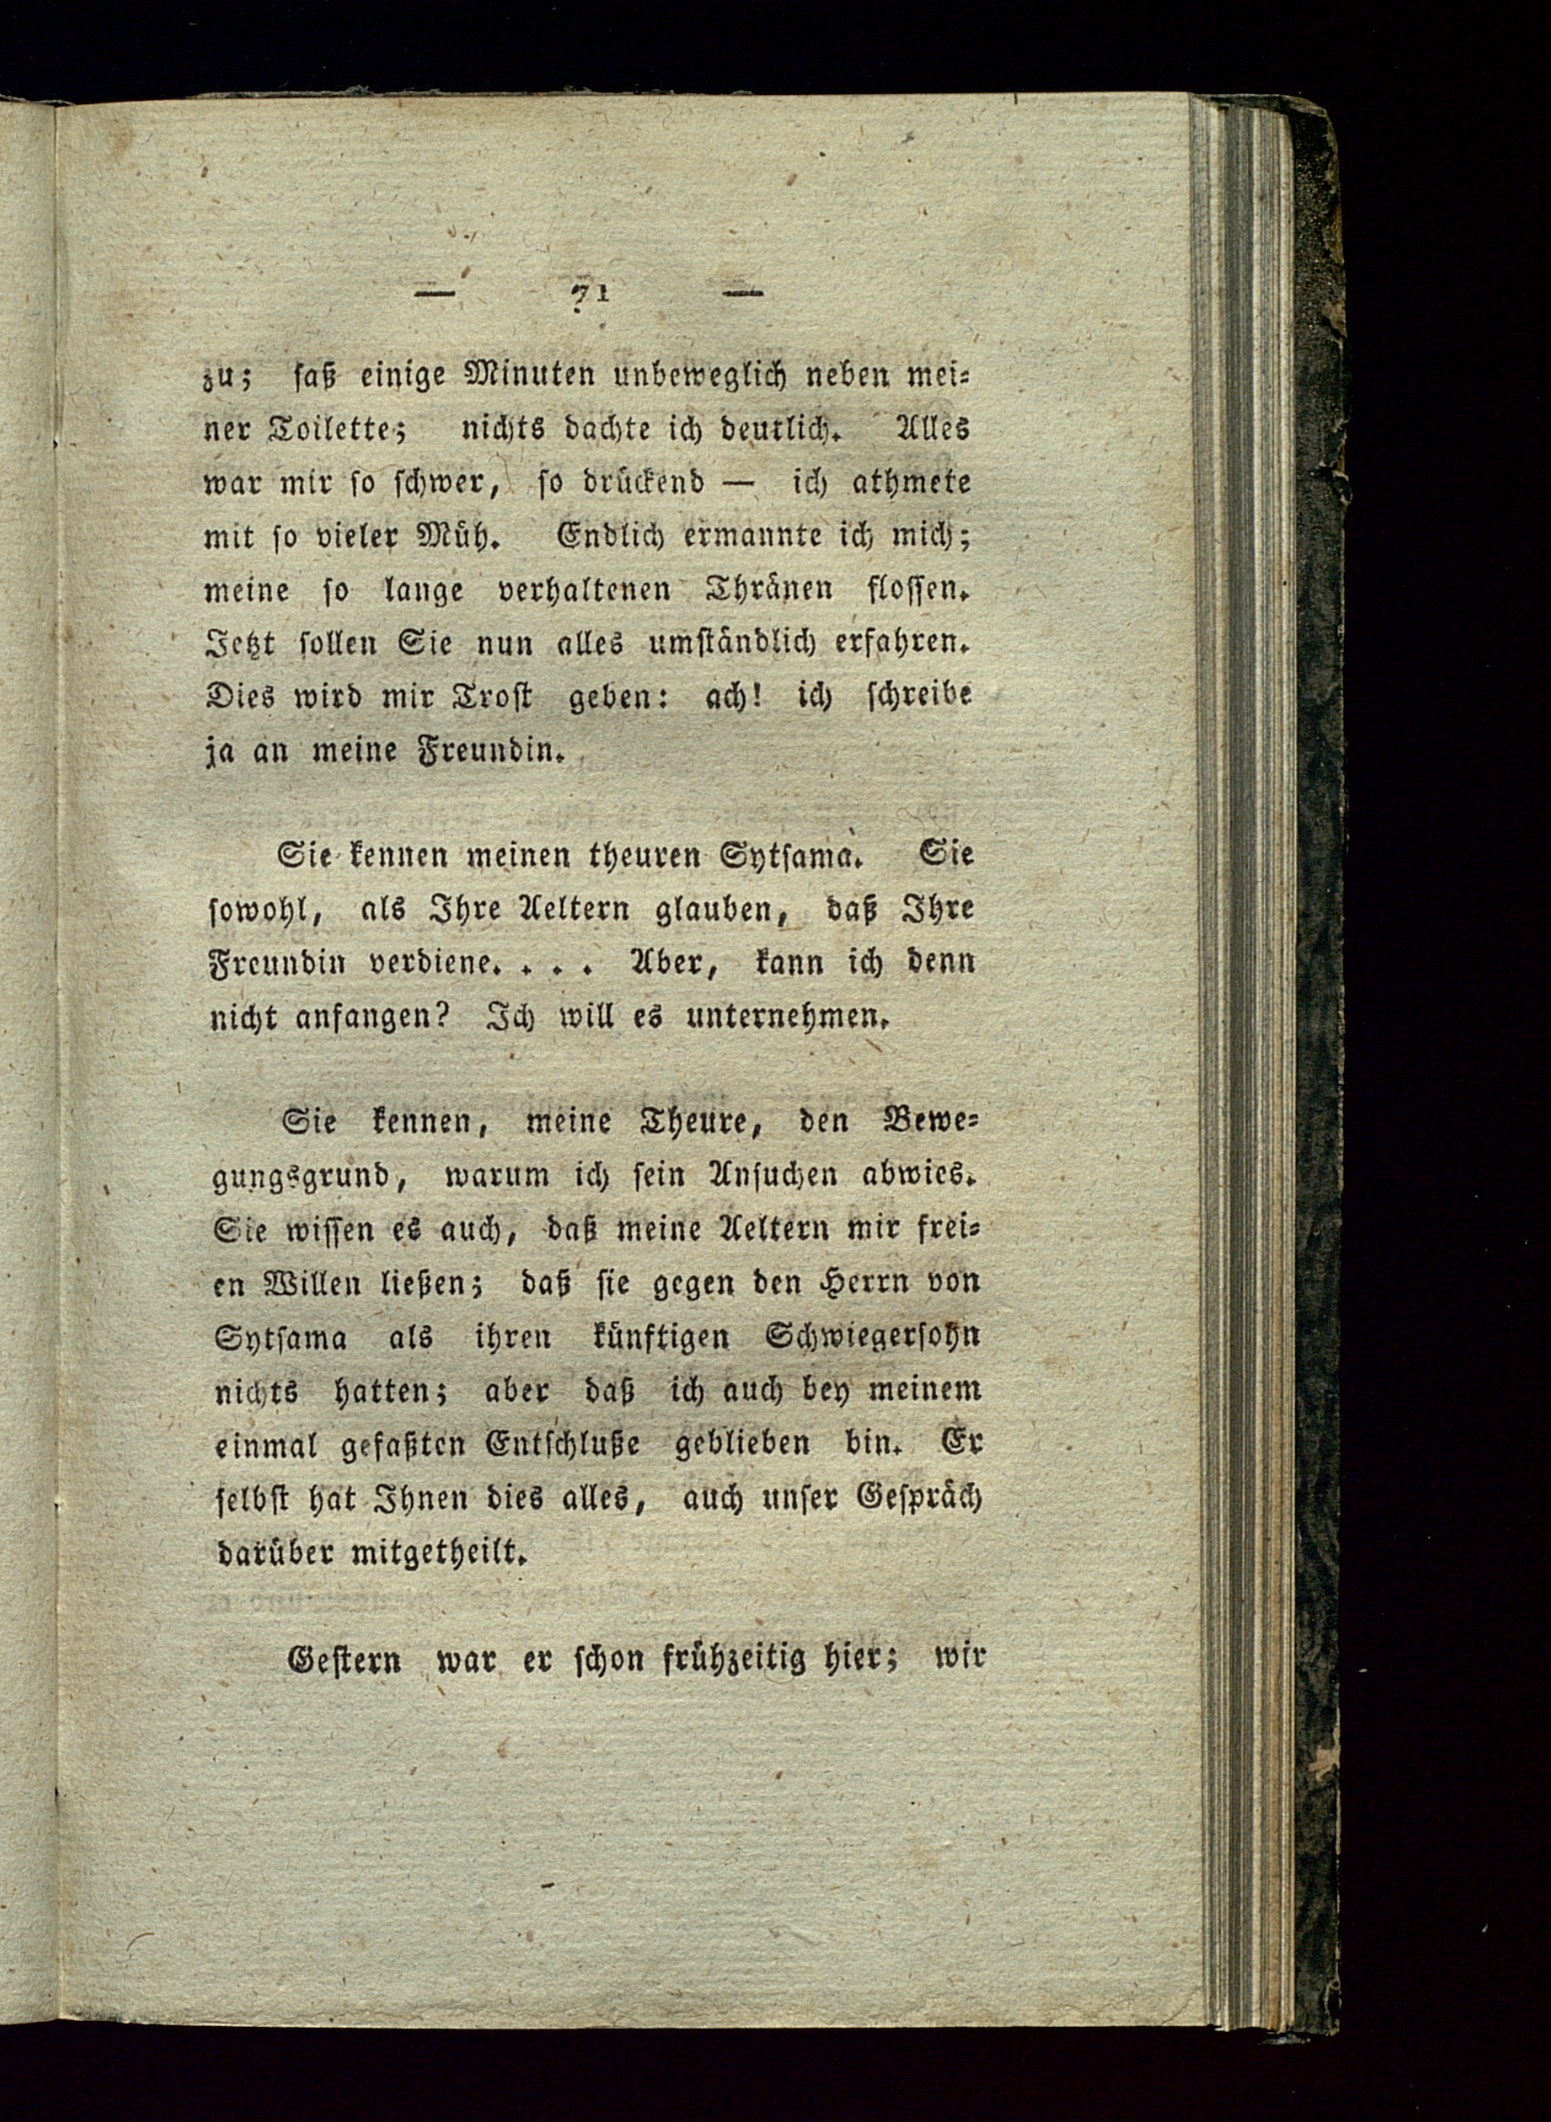 — 71 —
zu; saß einige Minuten unbeweglich neben mei-
ner Toilette; nichts dachte ich deutlich. Alles
war mir so schwer, so drückend — ich athmete
mit so vieler Müh. Endlich ermannte ich mich;
meine so lange verhaltenen Thränen flossen.
Jetzt sollen Sie nun alles umständlich erfahren.
Dies wird mir Trost geben: ach! ich schreibe
ja an meine Freundin.
Sie kennen meinen theuren Sytsama. Sie
sowohl, als Ihre Aeltern glauben, daß Ihre
Freundin verdiene. . . . Aber, kann ich denn
nicht anfangen? Ich will es unternehmen.
Sie kennen, meine Theure, den Bewe-
gungsgrund, warum ich sein Ansuchen abwies.
Sie wissen es auch, daß meine Aeltern mir frei-
en Willen ließen; daß sie gegen den Herrn von
Sytsama als ihren künftigen Schwiegersohn
nichts hatten; aber daß ich auch bey meinem
einmal gefaßten Entschluße geblieben bin. Er
selbst hat Ihnen dies alles, auch unser Gespräch
darüber mitgetheilt.
Gestern war er schon frühzeitig hier; wir